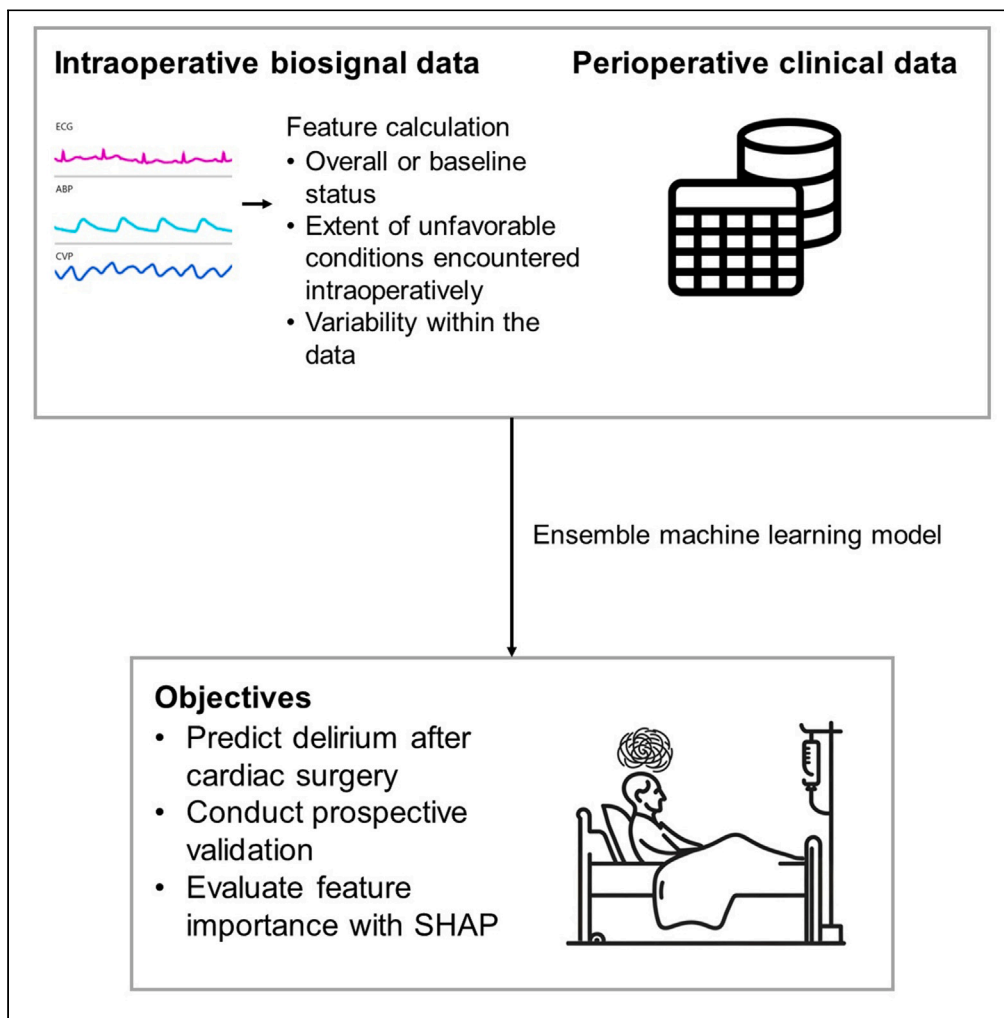 Intraoperative biosignal data
Perioperative clinical data
ECG
ABP
CVP
Feature calculation
• Overall or baseline
status
• Extent of unfavorable
conditions encountered
intraoperatively
• Variability within the
data
Ensemble machine learning model
Objectives
• Predict delirium after
cardiac surgery
• Conduct prospective
validation
• Evaluate feature
importance with SHAP